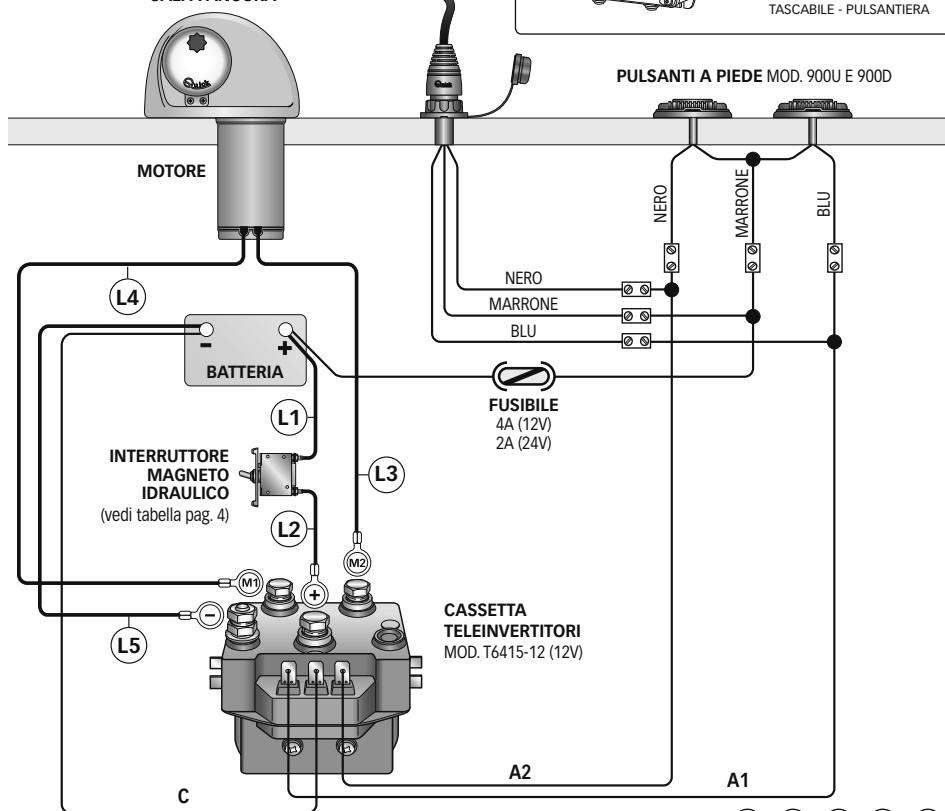 TASCABILE - PULSANTIERA
PULSANTI A PIEDE MOD. 900U E 900D
Quick
Quick
MOTORE
NERO
MARRONE
BLU
L4
NERO
MARRONE
BLU
-
+
BATTERIA
FUSIBILE
4A (12V)
2A (24V)
L1
INTERRUTTORE
MAGNETO
IDRAULICO
(vedi tabella pag. 4)
L3
L2
M2
M1
+
-
L5
CASSETTA
TELEINVERTITORI
MOD. T6415-12 (12V)
A2
A1
C